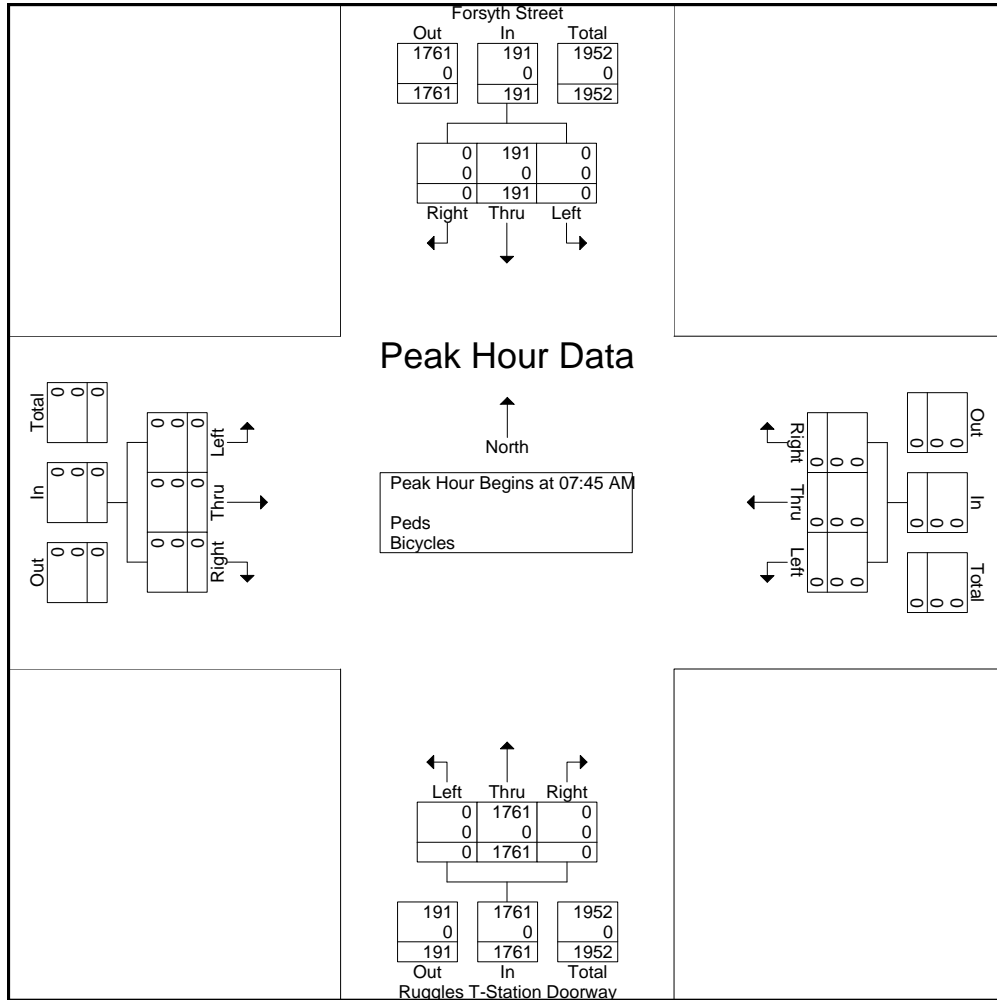 Forsyth Street
Out In Total
1761 191 1952
0 0 0
1761 191 1952
0 191 0
0 0 0
0 191 0
Right Thru Left
Peak Hour Data
North
Peak Hour Begins at 07:45 AM
Peds
Bicycles
Total
0 0 0
In
0 0 0
Out
0 0 0
Left
0 0 0
Thru
0 0 0
Right
0 0 0
Right
0 0 0
Thru
0 0 0
Left
0 0 0
Out
0 0 0
In
0 0 0
Total
0 0 0
Left Thru Right
0 1761 0
0 0 0
0 1761 0
191 1761 1952
0 0 0
191 1761 1952
Out In Total
Ruggles T-Station Doorway